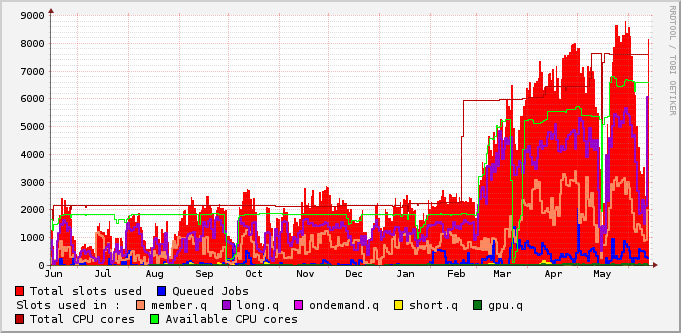 9000
8000
7000
6000
5000
4000
3000
2000
1000
0
Jun Jul Aug Sep Oct Nov Dec Jan Feb Mar Apr May
RRDTOOL / TOBI OETIKER
Total slots used Queued Jobs
Slots used in : member.q long.q ondemand.q short.q gpu.q
Total CPU cores Available CPU cores